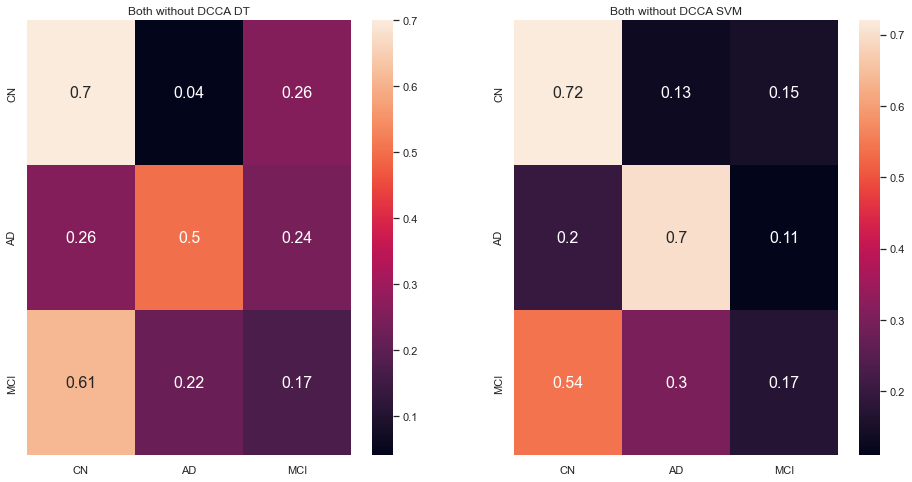 Both without DCCA DT
CN
0.7
0.04
0.26
AD
0.26
0.5
0.24
MCI
0.61
0.22
0.17
CN
AD
MCI
0.7
0.6
0.5
0.4
0.3
0.2
0.1
Both without DCCA SVM
CN
0.72
0.13
0.15
AD
0.2
0.7
0.11
MCI
0.54
0.3
0.17
CN
AD
MCI
0.7
0.6
0.5
0.4
0.3
0.2